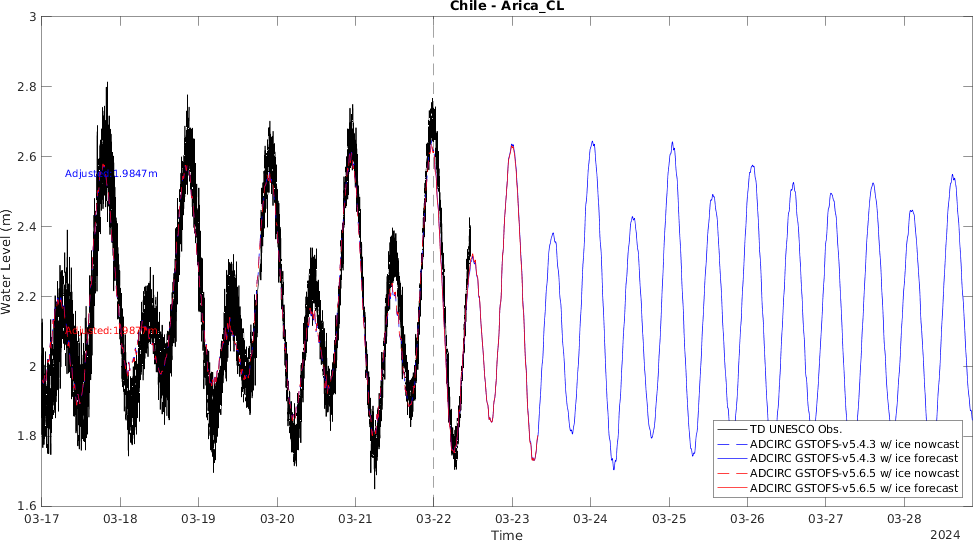 Chile - Arica_CL
3
2.8
2.6
2.4
2.2
2
1.8
1.6
Water Level (m)
Adjusted:1.9847m
TD UNESCO Obs.
ADCIRC GSTOFS-v5.4.3 w/ ice nowcast
ADCIRC GSTOFS-v5.4.3 w/ ice forecast
ADCIRC GSTOFS-v5.6.5 w/ ice nowcast
ADCIRC GSTOFS-v5.6.5 w/ ice forecast
03-17 03-18 03-19 03-20 03-21 03-22 03-23 03-24 03-25 03-26 03-27 03-28
Time
2024